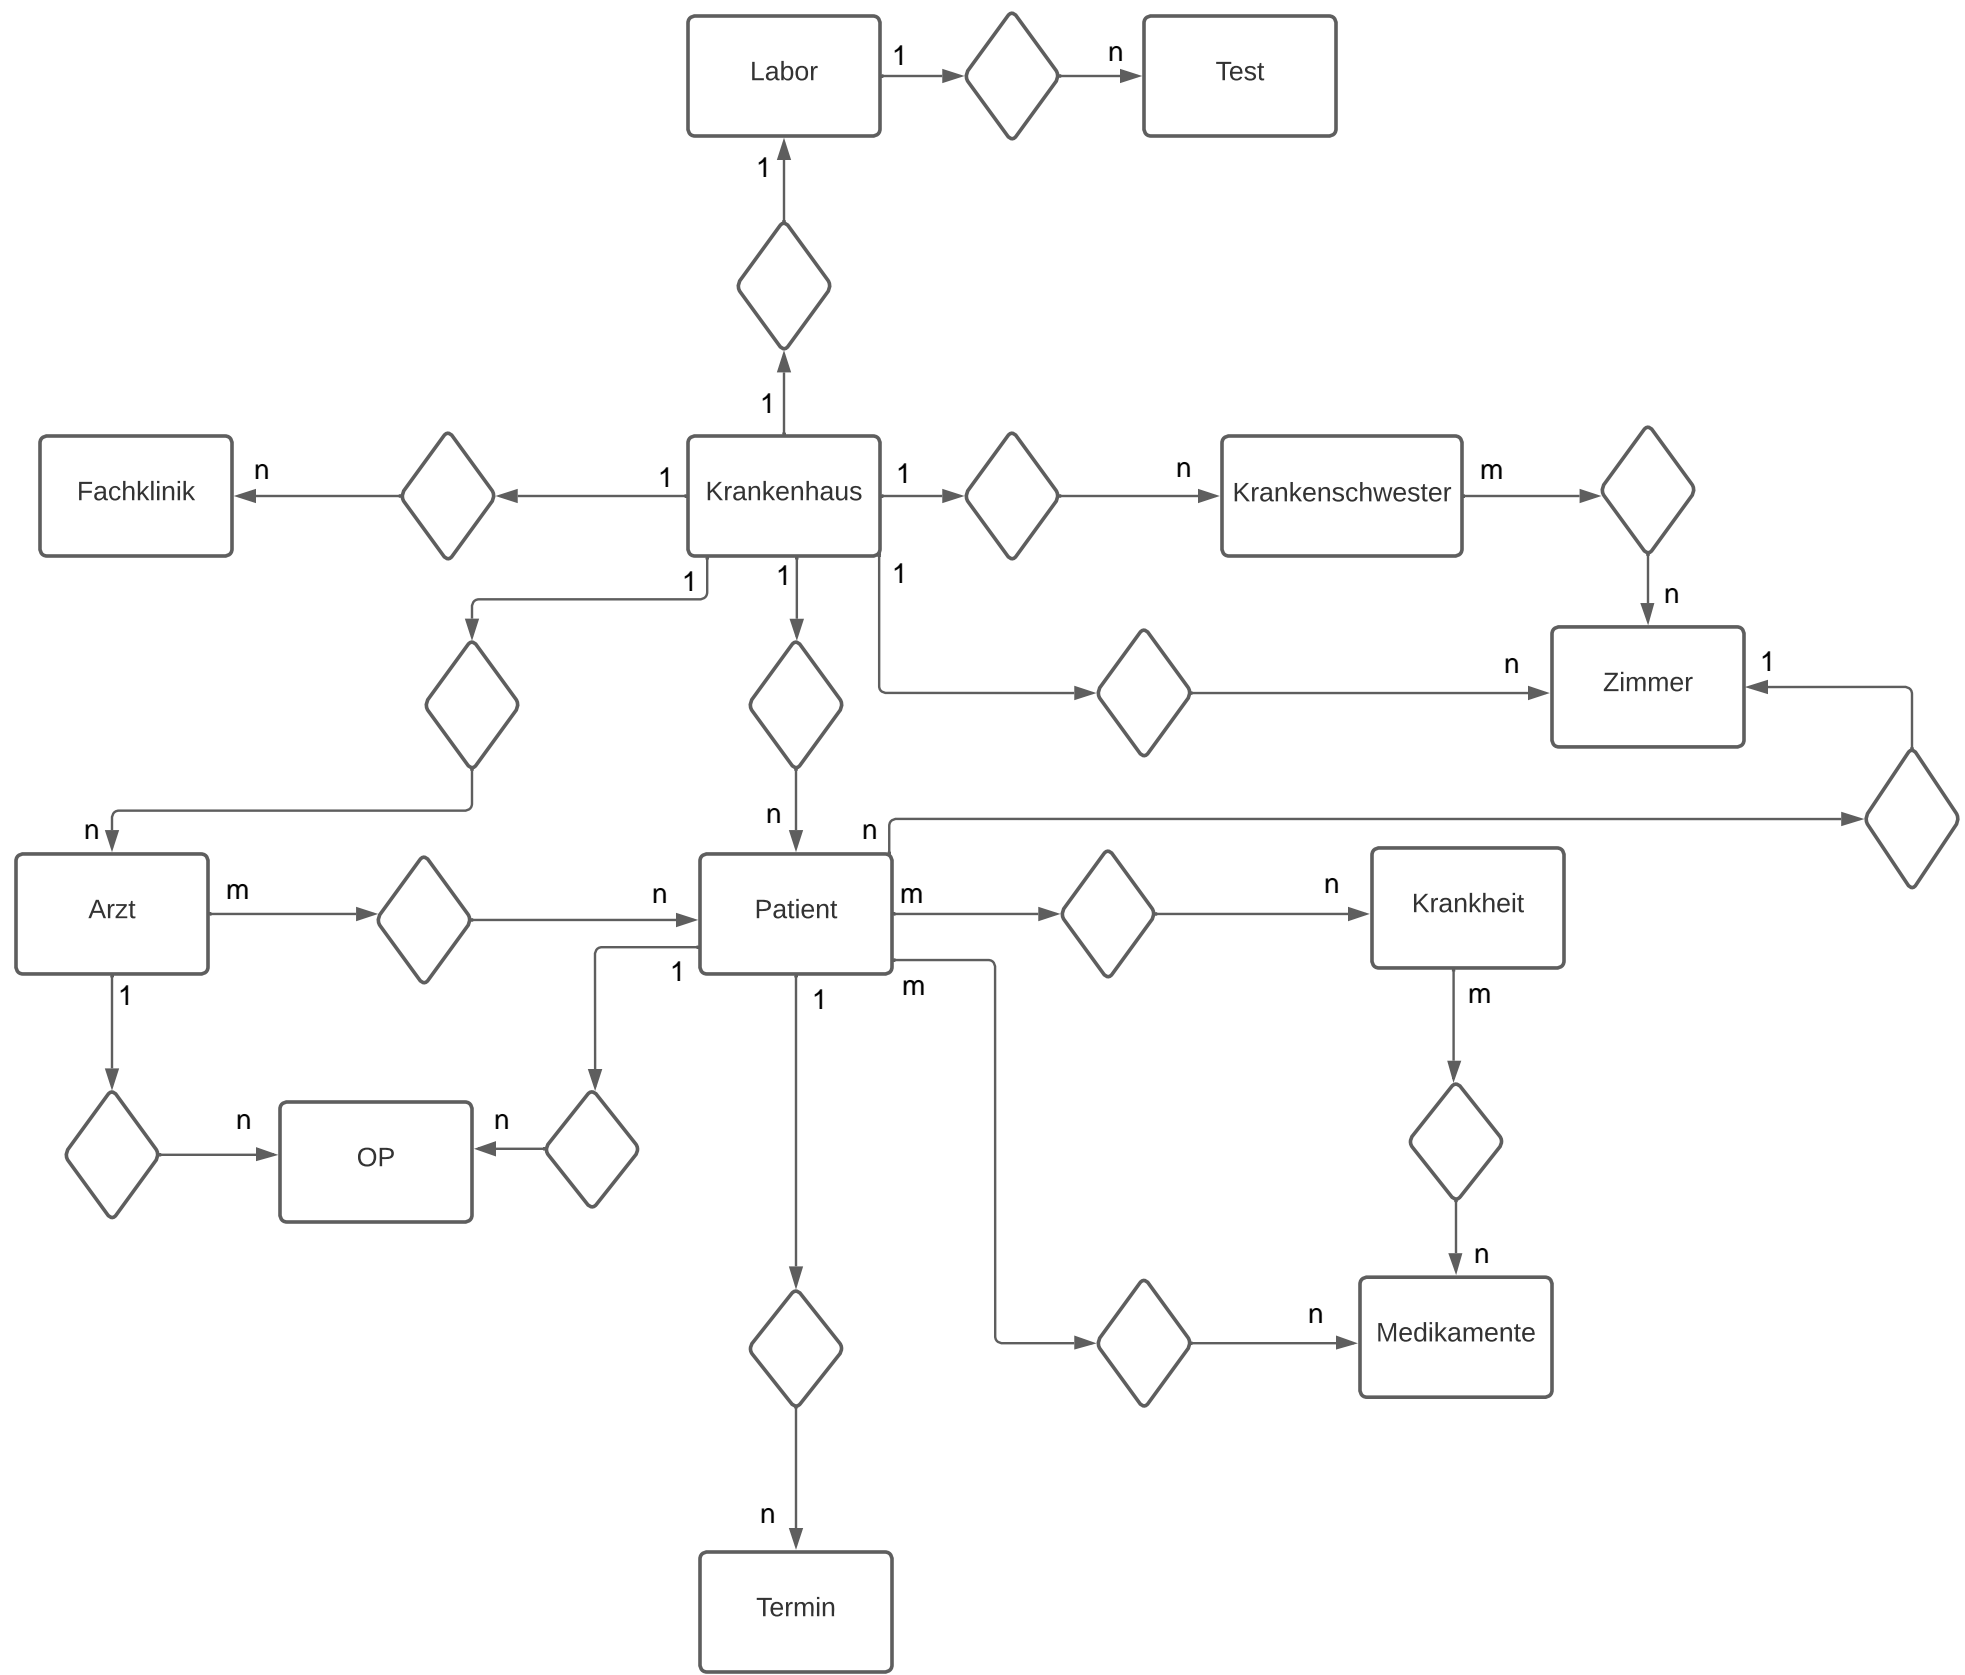 Labor
1
n
Test
1
1
Fachklinik
n
1
Krankenhaus
1
n
Krankenschwester
m
1
1
1
n
n
Zimmer
1
n
n
n
Arzt
m
n
Patient
m
n
Krankheit
1
1
1
m
m
n
OP
n
n
n
Medikamente
n
Termin